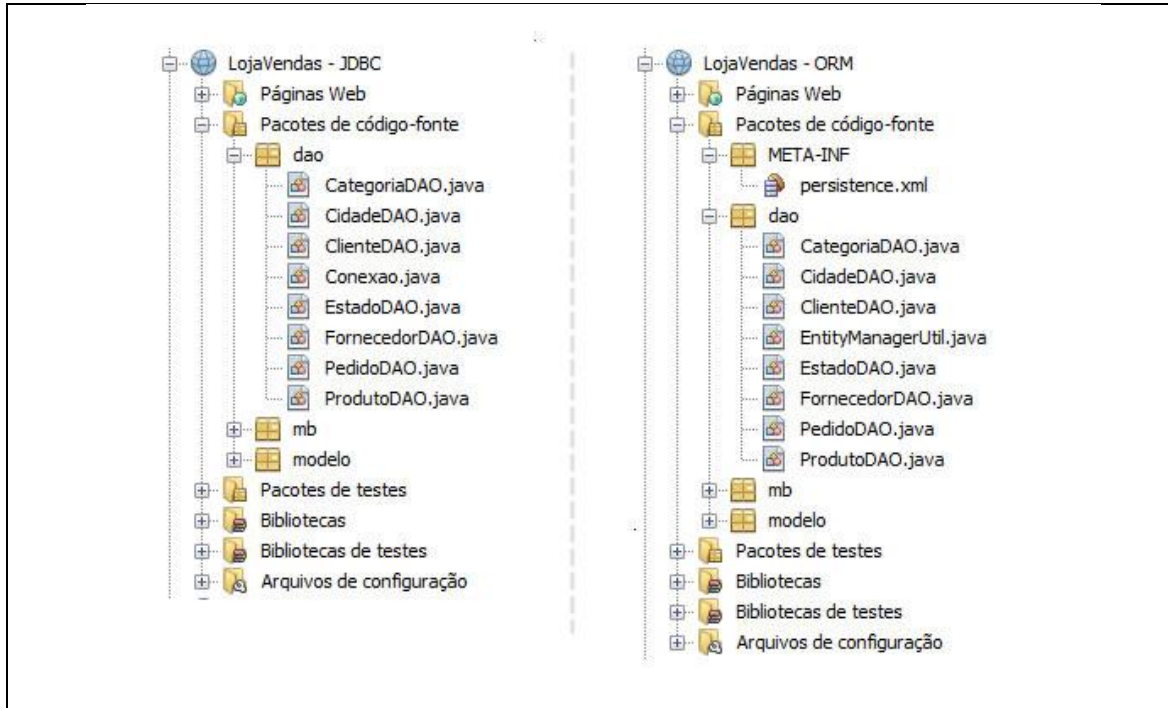 LojaVendas - JDBC
Páginas Web
Pacotes de código-fonte
dao
CategoriaDAO.java
CidadeDAO.java
ClienteDAO.java
Conexao.java
EstadoDAO.java
FornecedorDAO.java
PedidoDAO.java
ProdutoDAO.java
mb
modelo
Pacotes de testes
Bibliotecas
Bibliotecas de testes
Arquivos de configuração
LojaVendas - ORM
Páginas Web
Pacotes de código-fonte
META-INF
persistence.xml
dao
CategoriaDAO.java
CidadeDAO.java
ClienteDAO.java
EntityManagerUtil.java
EstadoDAO.java
FornecedorDAO.java
PedidoDAO.java
ProdutoDAO.java
mb
modelo
Pacotes de testes
Bibliotecas
Bibliotecas de testes
Arquivos de configuração